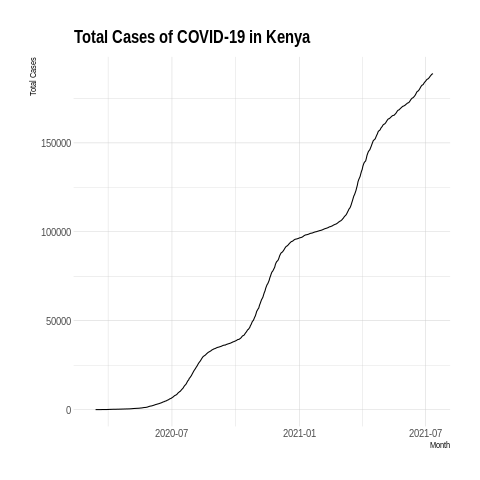 Total Cases of COVID-19 in Kenya
Total Cases
150000
100000
50000
0
2020-07 2021-01 2021-07
Month